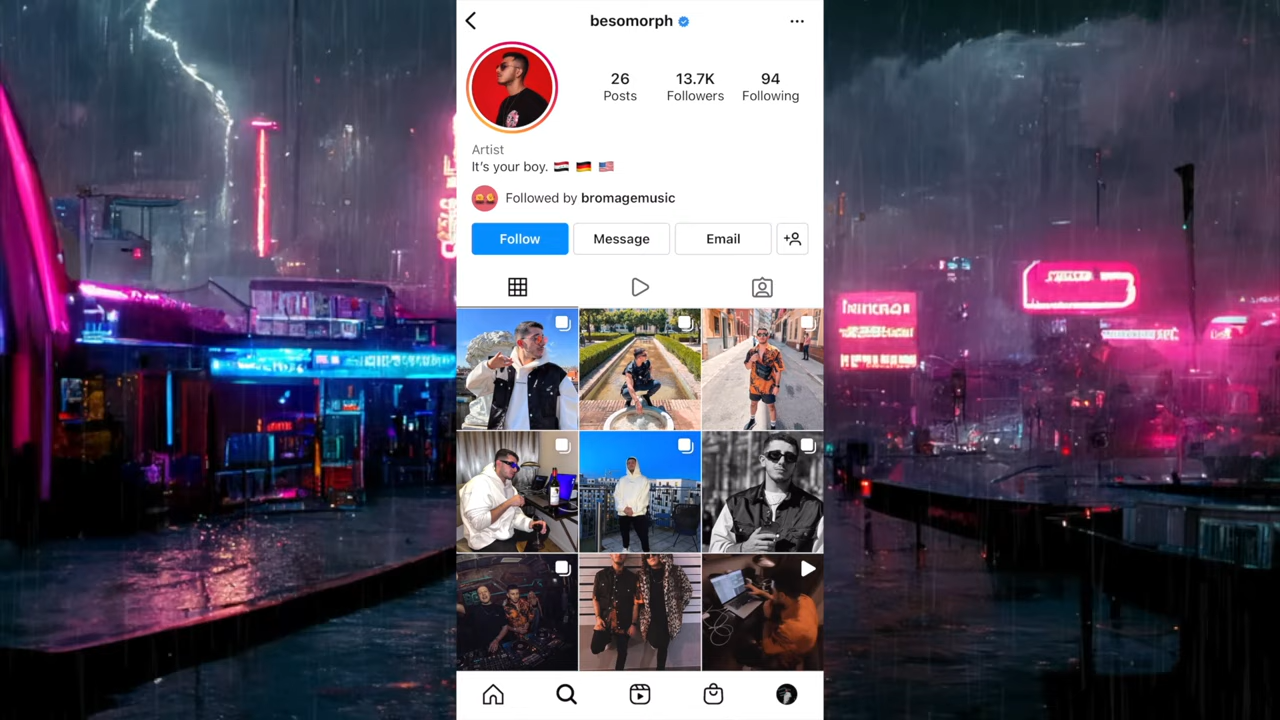 besomorph
26
13.7K
94
Posts
Followers
Following
Artist
It's your boy.
Followed by bromagemusic
Follow
Message
Email